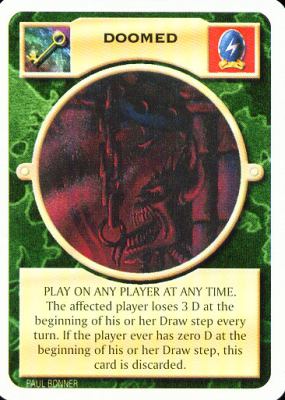 DOOMED
PLAY ON ANY PLAYER AT ANY TIME.
The affected player loses 3 D at the
beginning of his or her Draw step every
turn. If the player ever has zero D at the
beginning of his or her Draw step, this
card is discarded.
PAUL BONNER